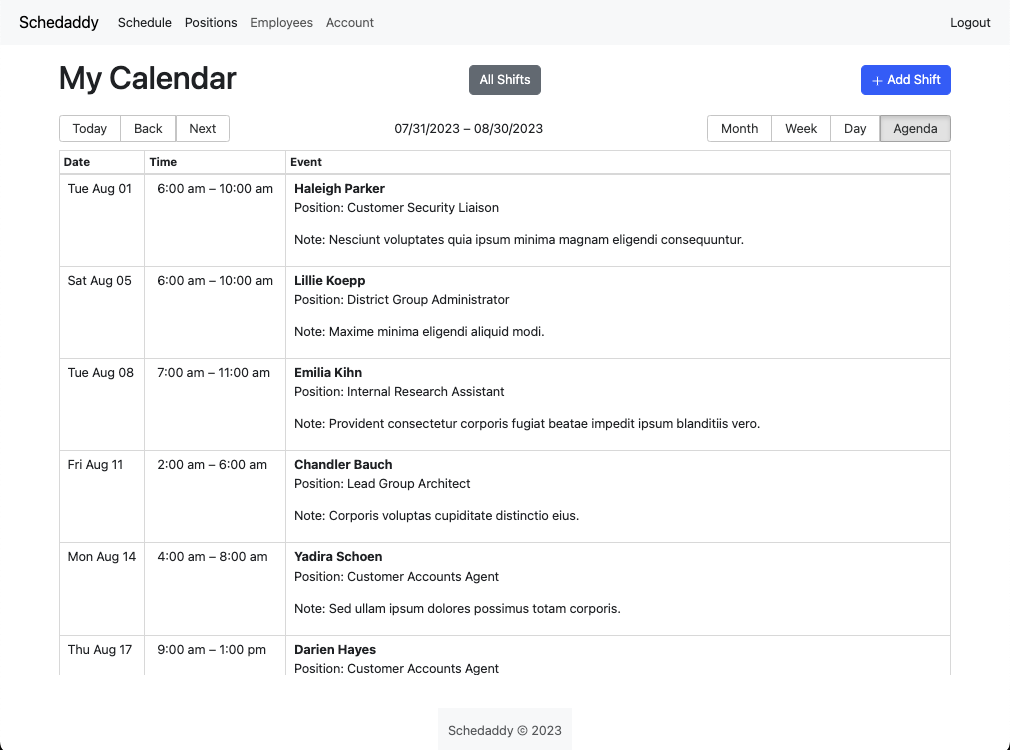 Schedaddy Schedule Positions Employees Account Logout
My Calendar All Shifts + Add Shift
Today Back Next 07/31/2023 – 08/30/2023 Month Week Day Agenda
Date Time Event
Tue Aug 01 6:00 am – 10:00 am Haleigh Parker
Position: Customer Security Liaison
Note: Nesciunt voluptates quia ipsum minima magnam eligendi consequuntur.
Sat Aug 05 6:00 am – 10:00 am Lillie Koepp
Position: District Group Administrator
Note: Maxime minima eligendi aliquid modi.
Tue Aug 08 7:00 am – 11:00 am Emilia Kihn
Position: Internal Research Assistant
Note: Provident consectetur corporis fugiat beatae impedit ipsum blanditiis vero.
Fri Aug 11 2:00 am – 6:00 am Chandler Bauch
Position: Lead Group Architect
Note: Corporis voluptas cupiditate distinctio eius.
Mon Aug 14 4:00 am – 8:00 am Yadira Schoen
Position: Customer Accounts Agent
Note: Sed ullam ipsum dolores possimus totam corporis.
Thu Aug 17 9:00 am – 1:00 pm Darien Hayes
Position: Customer Accounts Agent
Schedaddy © 2023